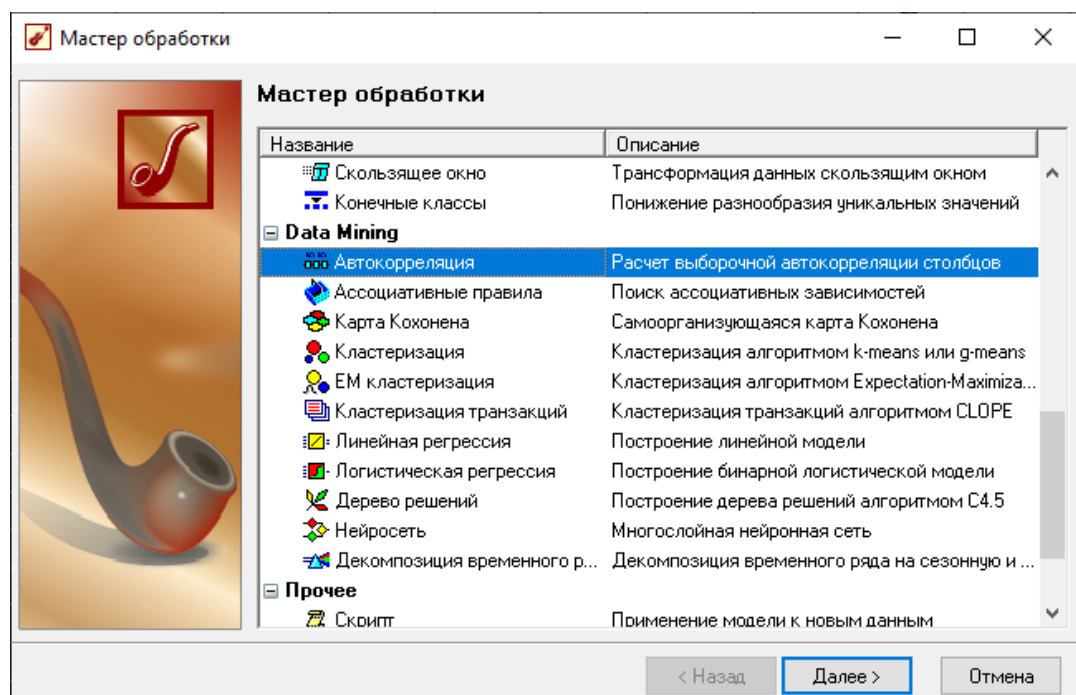 Мастер обработки
Мастер обработки
Название Описание
Скользящее окно Трансформация данных скользящим окном
Конечные классы Понижение разнообразия уникальных значений
Data Mining
Автокорреляция Расчет выборочной автокорреляции столбцов
Ассоциативные правила Поиск ассоциативных зависимостей
Карта Кохонена Самоорганизующаяся карта Кохонена
Кластеризация Кластеризация алгоритмом k-means или g-means
EM кластеризация Кластеризация алгоритмом Expectation-Maximiza...
Кластеризация транзакций Кластеризация транзакций алгоритмом CLOPE
Линейная регрессия Построение линейной модели
Логистическая регрессия Построение бинарной логистической модели
Дерево решений Построение дерева решений алгоритмом C4.5
Нейросеть Многослойная нейронная сеть
Декомпозиция временного р... Декомпозиция временного ряда на сезонную и ...
Прочее
Скрипт Применение модели к новым данным
< Назад Далее > Отмена